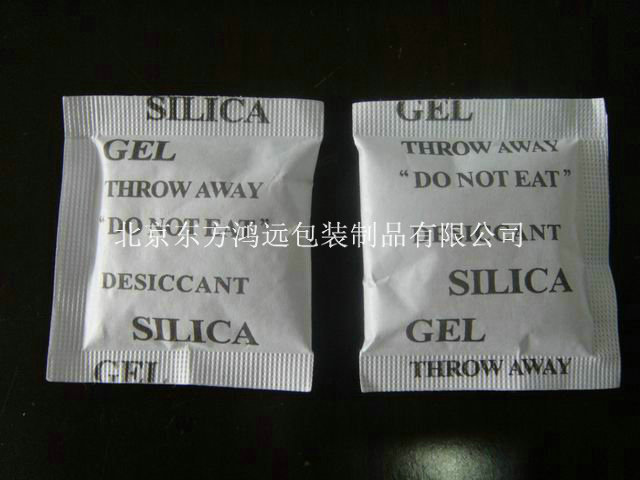 SILICA
GEL
THROW AWAY
"DO NOT EAT"
DESICCANT
SILICA
GEL
GEL
THROW AWAY
"DO NOT EAT"
DESICCANT
SILICA
GEL
THROW AWAY
北京东方鸿远包装制品有限公司